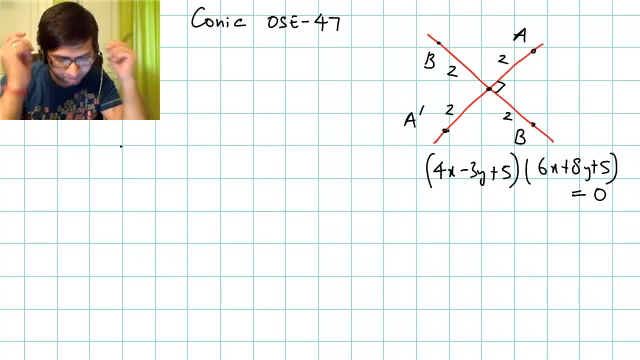 Conic OSE-47
A
B
2
2
A'
2
2
B
(4x-3y+5)(6x+8y+5)
= 0